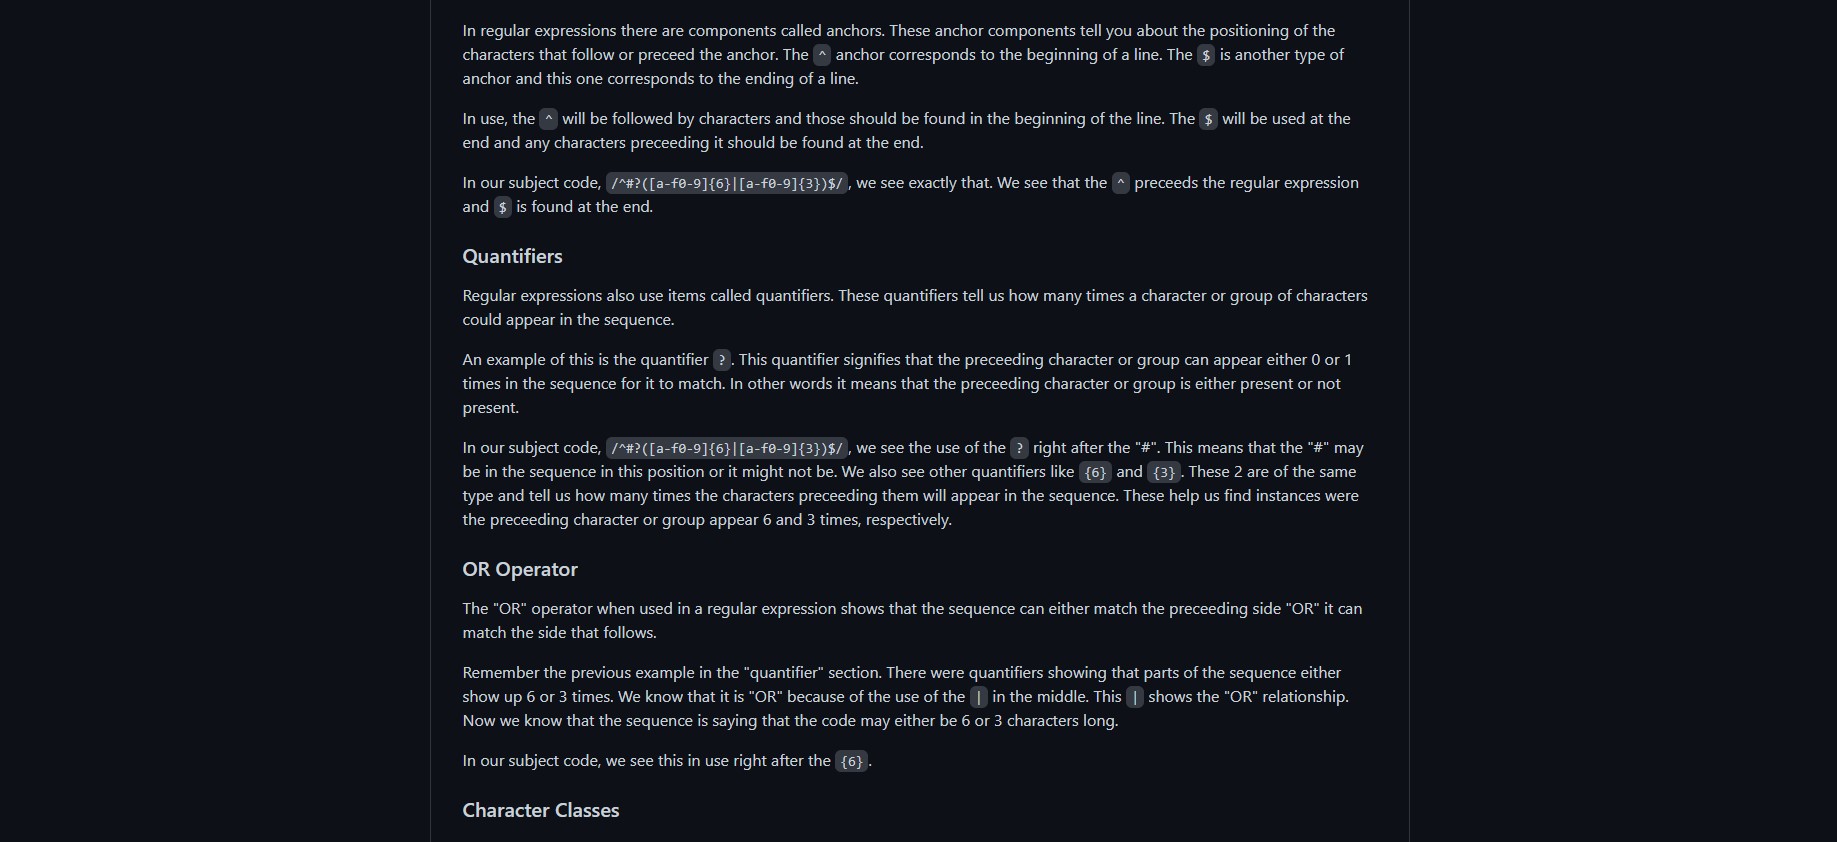 In regular expressions there are components called anchors. These anchor components tell you about the positioning of the
characters that follow or preceed the anchor. The ^ anchor corresponds to the beginning of a line. The $ is another type of
anchor and this one corresponds to the ending of a line.
In use, the ^ will be followed by characters and those should be found in the beginning of the line. The $ will be used at the
end and any characters preceeding it should be found at the end.
In our subject code, /^#?([a-f0-9]{6}|[a-f0-9]{3})$/, we see exactly that. We see that the ^ preceeds the regular expression
and $ is found at the end.
Quantifiers
Regular expressions also use items called quantifiers. These quantifiers tell us how many times a character or group of characters
could appear in the sequence.
An example of this is the quantifier ?. This quantifier signifies that the preceeding character or group can appear either 0 or 1
times in the sequence for it to match. In other words it means that the preceeding character or group is either present or not
present.
In our subject code, /^#?([a-f0-9]{6}|[a-f0-9]{3})$/, we see the use of the ? right after the "#". This means that the "#" may
be in the sequence in this position or it might not be. We also see other quantifiers like {6} and {3}. These 2 are of the same
type and tell us how many times the characters preceeding them will appear in the sequence. These help us find instances were
the preceeding character or group appear 6 and 3 times, respectively.
OR Operator
The "OR" operator when used in a regular expression shows that the sequence can either match the preceeding side "OR" it can
match the side that follows.
Remember the previous example in the "quantifier" section. There were quantifiers showing that parts of the sequence either
show up 6 or 3 times. We know that it is "OR" because of the use of the | in the middle. This | shows the "OR" relationship.
Now we know that the sequence is saying that the code may either be 6 or 3 characters long.
In our subject code, we see this in use right after the {6}.
Character Classes